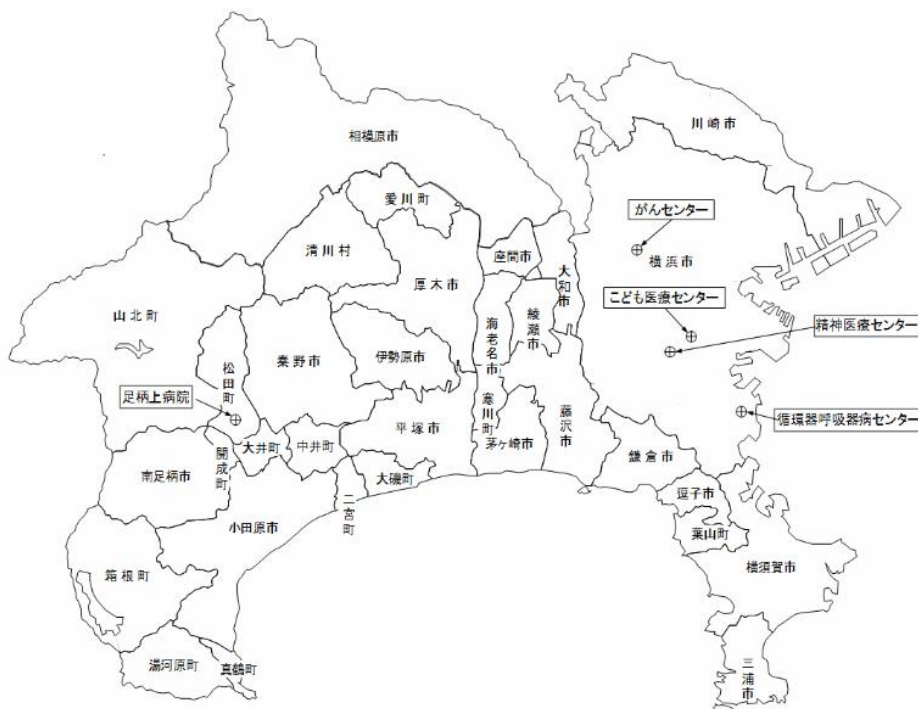 川崎市
相模原市
愛川町
がんセンター
清川村
座間市
横浜市
厚木市
大和市
こども医療センター
山北町
海老名市
綾瀬市
精神医療センター
秦野市
伊勢原市
松田町
足柄上病院
寒川町
循環器呼吸器病センター
平塚市
藤沢市
大井町
中井町
茅ヶ崎市
開成町
鎌倉市
南足柄市
大磯町
逗子市
二宮町
小田原市
葉山町
横須賀市
箱根町
湯河原町
真鶴町
三浦市